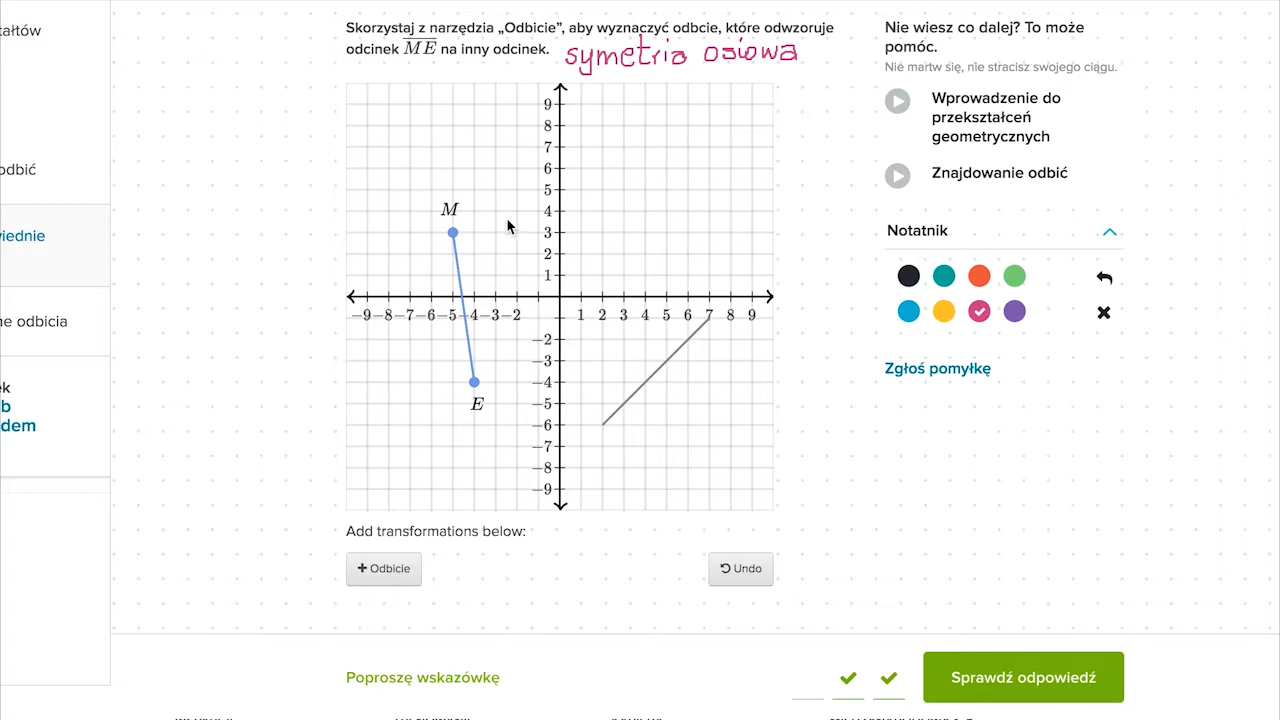 Skorzystaj z narzędzia „Odbicie”, aby wyznaczyć odbcie, które odwzoruje
odcinek ME na inny odcinek.
symetria osiowa
Nie wiesz co dalej? To może
pomóc.
Nie martw się, nie stracisz swojego ciągu.
Wprowadzenie do
przekształceń
geometrycznych
Znajdowanie odbić
Notatnik
Zgłoś pomyłkę
ztałtów
odbić
wiednie
ne odbicia
ek
b
dem
9
8
7
6
5
4
3
2
1
M
−9 −8 −7 −6 −5 −4 −3 −2 1 2 3 4 5 6 7 8 9
−2
−3
−4
−5
−6
−7
−8
−9
E
Add transformations below:
+ Odbicie
Undo
Poproszę wskazówkę
Sprawdź odpowiedź